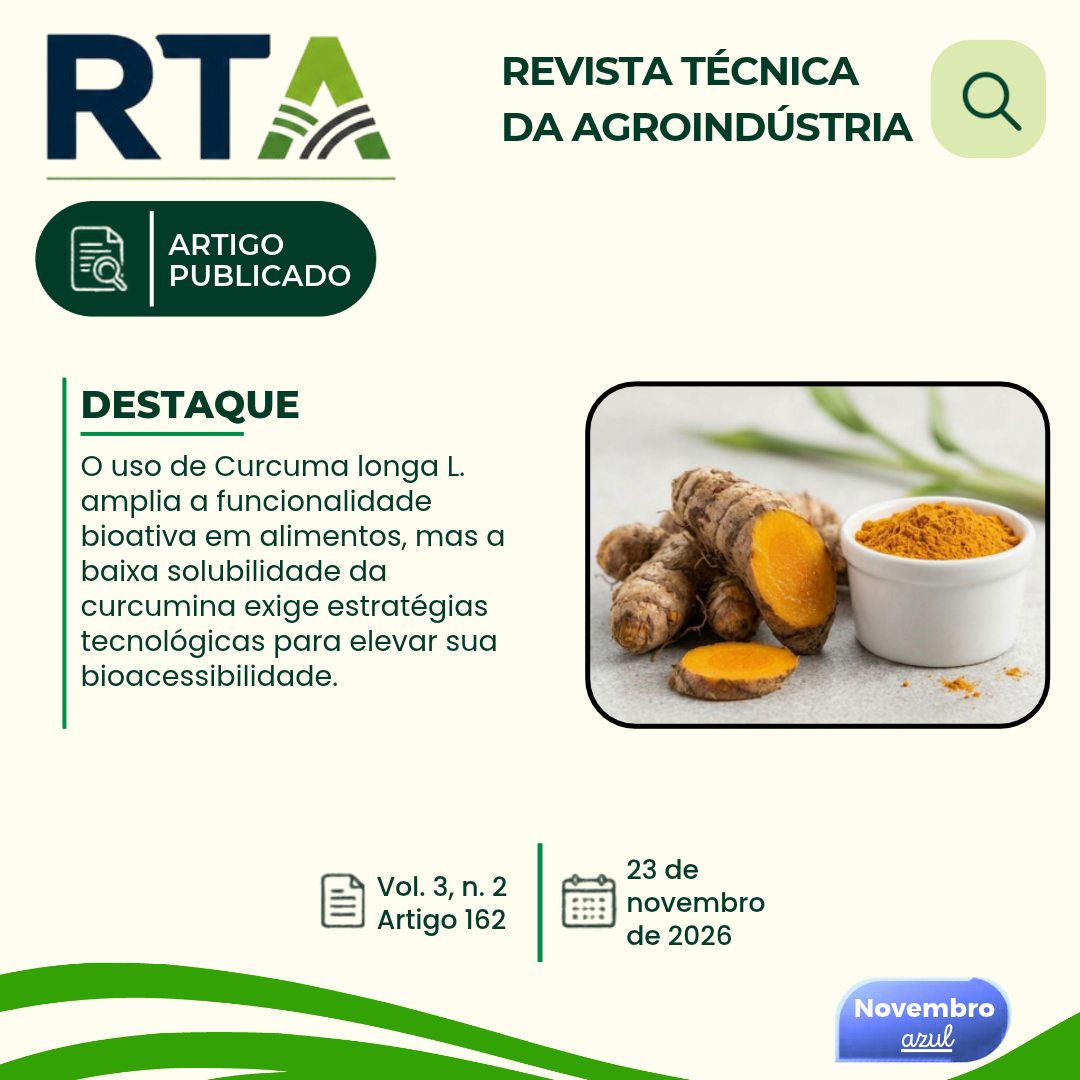 RTA
REVISTA TÉCNICA
DA AGROINDÚSTRIA
ARTIGO
PUBLICADO
DESTAQUE
O uso de Curcuma longa L.
amplia a funcionalidade
bioativa em alimentos, mas a
baixa solubilidade da
curcumina exige estratégias
tecnológicas para elevar sua
bioacessibilidade.
Vol. 3, n. 2
Artigo 162
23 de
novembro
de 2026
Novembro
azul